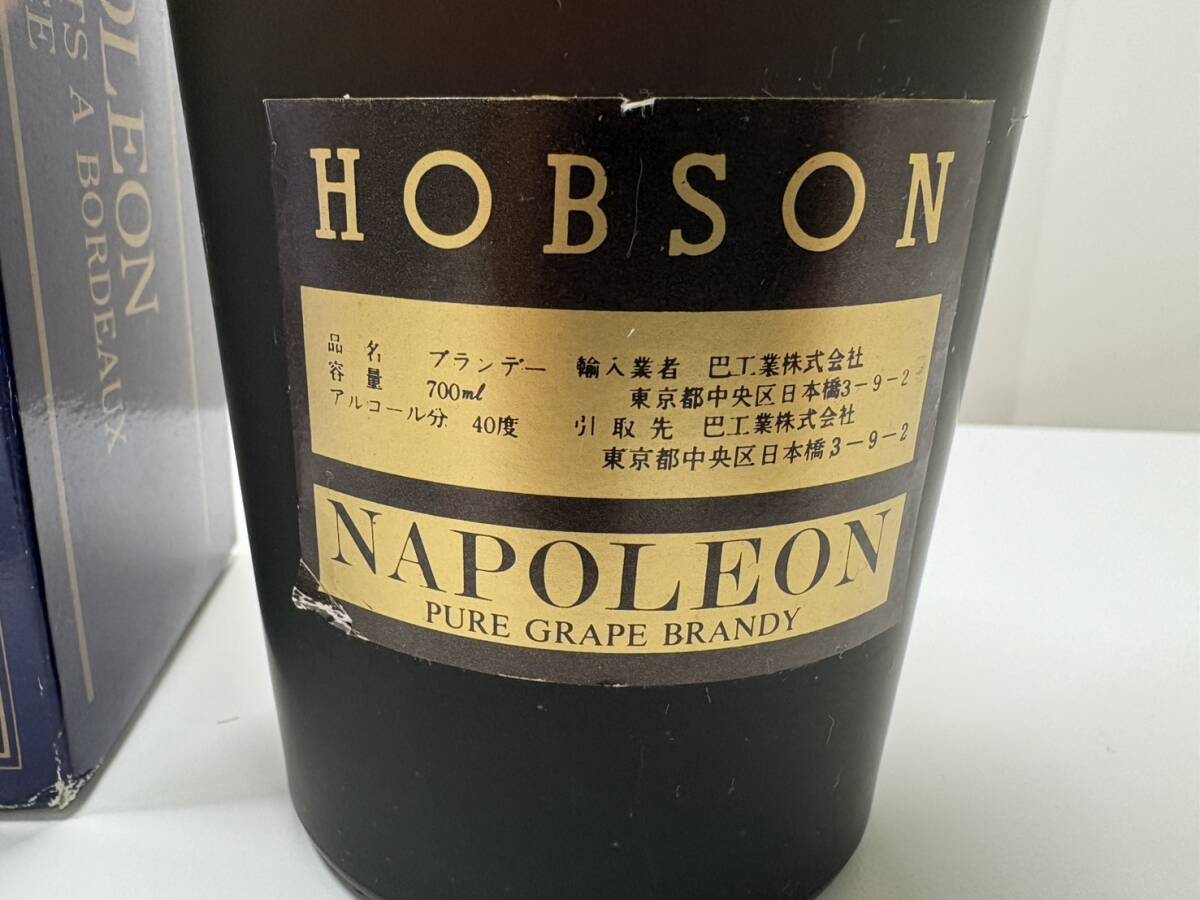 HOBSON
品名 ブランデー 輸入業者 巴工業株式会社
容量 700ml 東京都中央区日本橋3-9-2
アルコール分 40度 引取先 巴工業株式会社
東京都中央区日本橋3-9-2
NAPOLEON
PURE GRAPE BRANDY
OLEON
TS A BORDEAUX